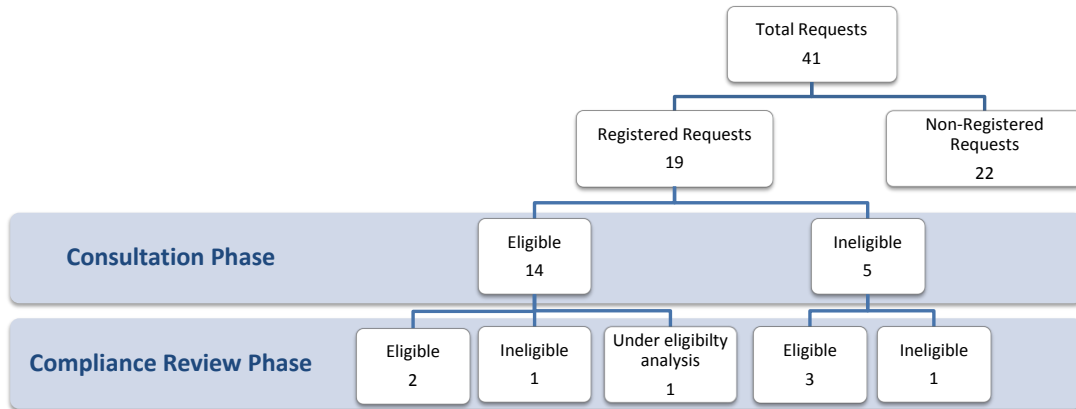 Total Requests
41
Registered Requests
19
Non-Registered
Requests
22
Consultation Phase
Eligible
14
Ineligible
5
Compliance Review Phase
Eligible
2
Ineligible
1
Under eligibilty
analysis
1
Eligible
3
Ineligible
1